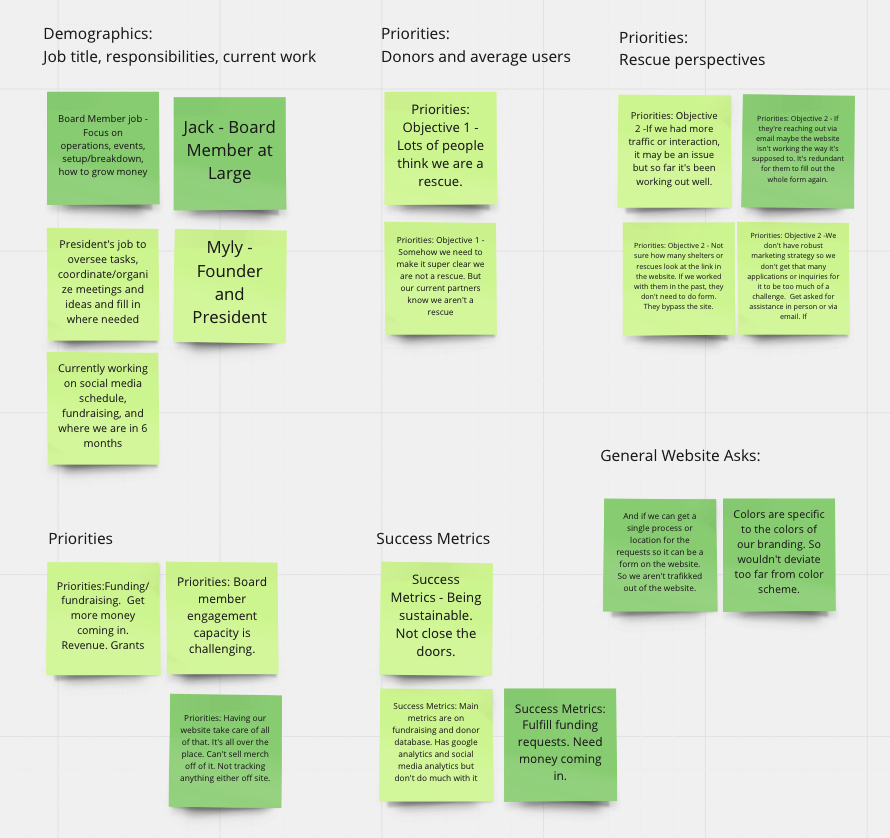 Demographics:
Job title, responsibilities, current work
Board Member job -
Focus on
operations, events,
setup/breakdown,
how to grow money
Jack - Board
Member at
Large
President's job to
oversee tasks,
coordinate/organi
ze meetings and
ideas and fill in
where needed
Myly -
Founder
and
President
Currently working
on social media
schedule,
fundraising, and
where we are in 6
months
Priorities:
Donors and average users
Priorities:
Objective 1 -
Lots of people
think we are a
rescue.
Priorities: Objective 1 -
Somehow we need to
make it super clear we
are not a rescue. But
our current partners
know we aren't a
rescue
Priorities:
Rescue perspectives
Priorities: Objective
2 -If we had more
traffic or interaction,
it may be an issue
but so far it's been
working out well.
Priorities: Objective 2 - If
they're reaching out via
email maybe the website
isn't working the way it's
supposed to. It's redundant
for them to fill out the
whole form again.
Priorities: Objective 2 - Not
sure how many shelters or
rescues look at the link in
the website. If we worked
with them in the past, they
don't need to do form.
They bypass the site.
Priorities: Objective 2 -We
don't have robust
marketing strategy so we
don't get that many
applications or inquiries for
it to be too much of a
challenge. Get asked for
assistance in person or via
email. If
General Website Asks:
And if we can get a
single process or
location for the
requests so it can be a
form on the website.
So we aren't trafikked
out of the website.
Colors are specific
to the colors of
our branding. So
wouldn't deviate
too far from color
scheme.
Priorities
Priorities:Funding/
fundraising. Get
more money
coming in.
Revenue. Grants
Priorities: Board
member
engagement
capacity is
challenging.
Priorities: Having our
website take care of all
of that. It's all over the
place. Can't sell merch
off of it. Not tracking
anything either off site.
Success Metrics
Success
Metrics - Being
sustainable.
Not close the
doors.
Success Metrics: Main
metrics are on
fundraising and donor
database. Has google
analytics and social
media analytics but
don't do much with it
Success Metrics:
Fulfill funding
requests. Need
money coming
in.